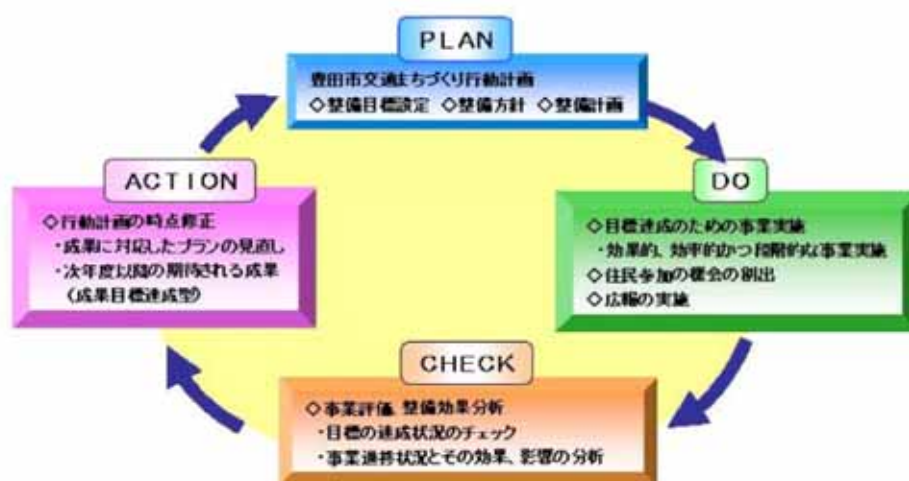 PLAN
豊田市交通まちづくり行動計画
◇整備目標設定 ◇整備方針 ◇整備計画
DO
◇目標達成のための事業実施
・効果的、効率的かつ段階的な事業実施
◇住民参加の機会の創出
◇広報の実施
CHECK
◇事業評価、整備効果分析
・目標の達成状況のチェック
・事業進捗状況とその効果、影響の分析
ACTION
◇行動計画の時点修正
・成果に対応したプランの見直し
・次年度以降の期待される成果
(成果目標達成型)